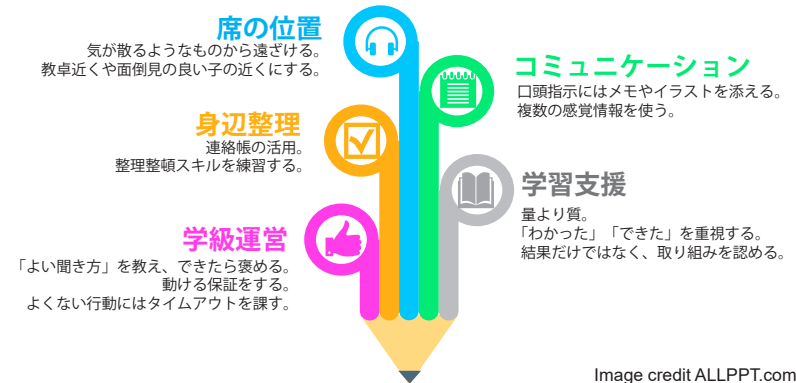 席の位置
気が散るようなものから遠ざける。
教卓近くや面倒見の良い子の近くにする。
コミュニケーション
口頭指示にはメモやイラストを添える。
複数の感覚情報を使う。
身辺整理
連絡帳の活用。
整理整頓スキルを練習する。
学習支援
量より質。
「わかった」「できた」を重視する。
結果だけではなく、取り組みを認める。
学級運営
「よい聞き方」を教え、できたら褒める。
動ける保証をする。
よくない行動にはタイムアウトを課す。
Image credit ALLPPT.com